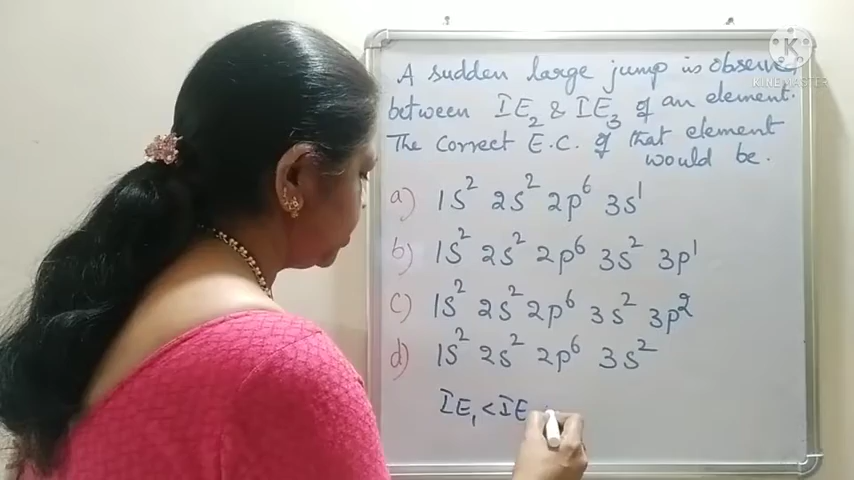 A sudden large jump is observed
between IE₂ & IE₃ of an element.
The correct E.C. of that element
would be.
a) 1S² 2S² 2p⁶ 3S¹
b) 1S² 2S² 2p⁶ 3S² 3p¹
c) 1S² 2S² 2p⁶ 3S² 3p²
d) 1S² 2S² 2p⁶ 3S²
IE₁ < IE
K
KINEMASTER